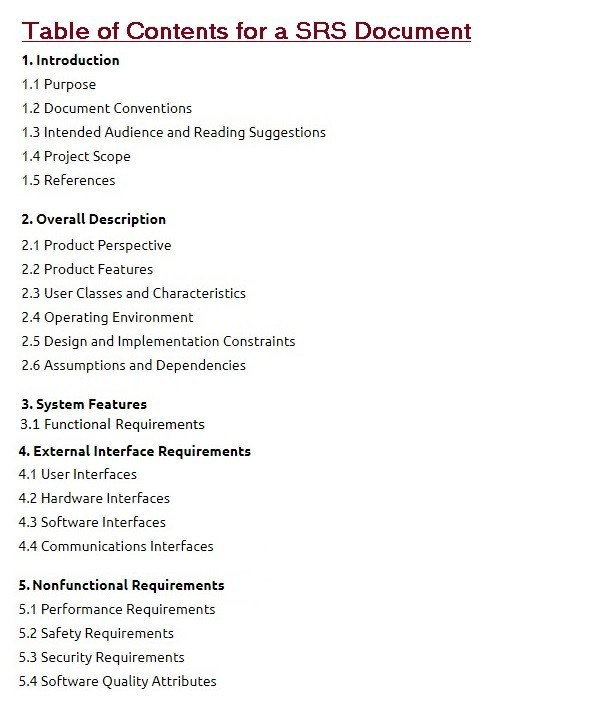 Table of Contents for a SRS Document
1. Introduction
1.1 Purpose
1.2 Document Conventions
1.3 Intended Audience and Reading Suggestions
1.4 Project Scope
1.5 References
2. Overall Description
2.1 Product Perspective
2.2 Product Features
2.3 User Classes and Characteristics
2.4 Operating Environment
2.5 Design and Implementation Constraints
2.6 Assumptions and Dependencies
3. System Features
3.1 Functional Requirements
4. External Interface Requirements
4.1 User Interfaces
4.2 Hardware Interfaces
4.3 Software Interfaces
4.4 Communications Interfaces
5. Nonfunctional Requirements
5.1 Performance Requirements
5.2 Safety Requirements
5.3 Security Requirements
5.4 Software Quality Attributes